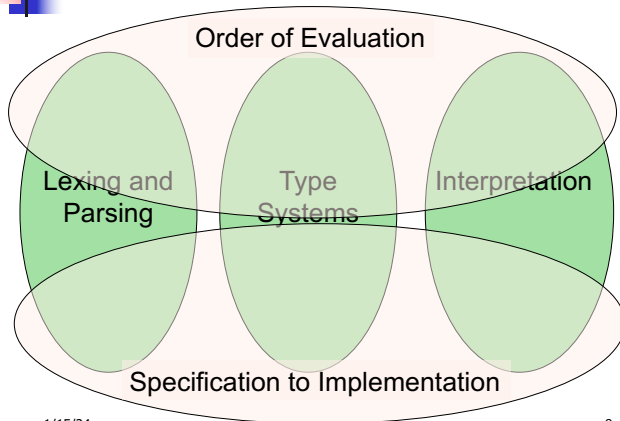 Order of Evaluation
Lexing and
Parsing
Type
Systems
Interpretation
Specification to Implementation